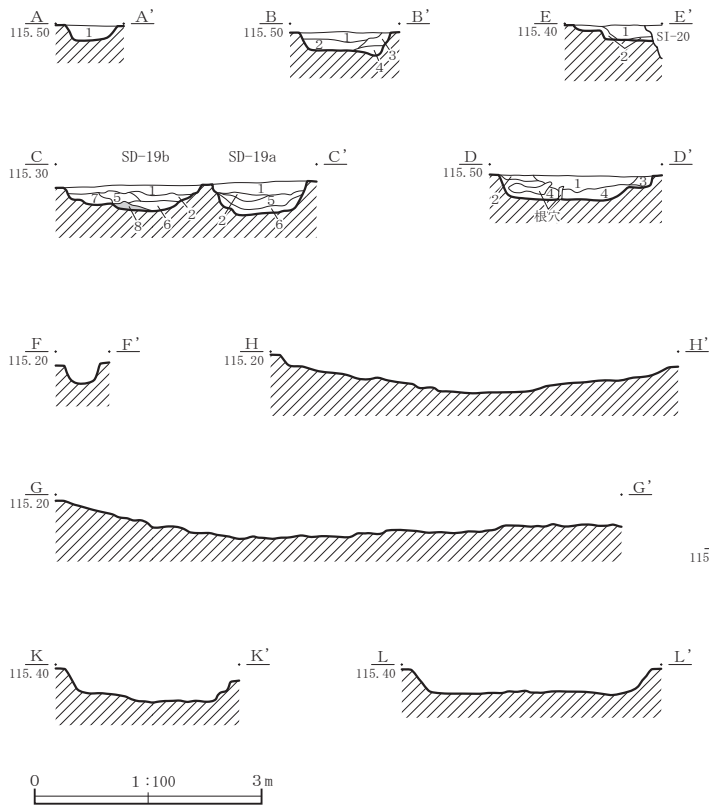 A A' B B' E E'
115.50 115.50 115.40
1
2 1 3 4
1 2 SI-20
SD-19b SD-19a
C C' D D'
115.30 115.50
7 5 1 8 6 2
1 5 2 6
2 4 1 4 3
根穴
F F' H H'
115.20 115.20
G G'
115.20
115
K K' L L'
115.40 115.40
0 1:100 3m